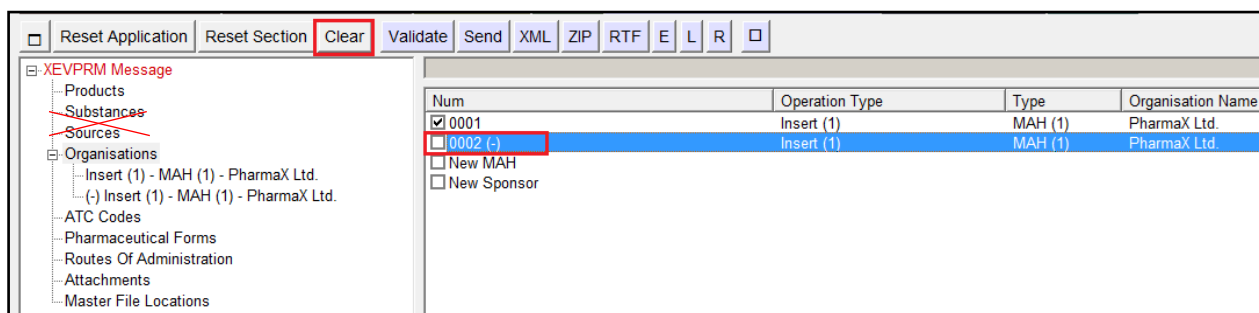 Reset Application Reset Section Clear Validate Send XML ZIP RTF E L R
XEVPRM Message
Products
Substances
Sources
Organisations
Insert (1) - MAH (1) - PharmaX Ltd.
(-) Insert (1) - MAH (1) - PharmaX Ltd.
ATC Codes
Pharmaceutical Forms
Routes Of Administration
Attachments
Master File Locations
Num Operation Type Type Organisation Name
0001 Insert (1) MAH (1) PharmaX Ltd.
0002 (-) Insert (1) MAH (1) PharmaX Ltd.
New MAH
New Sponsor